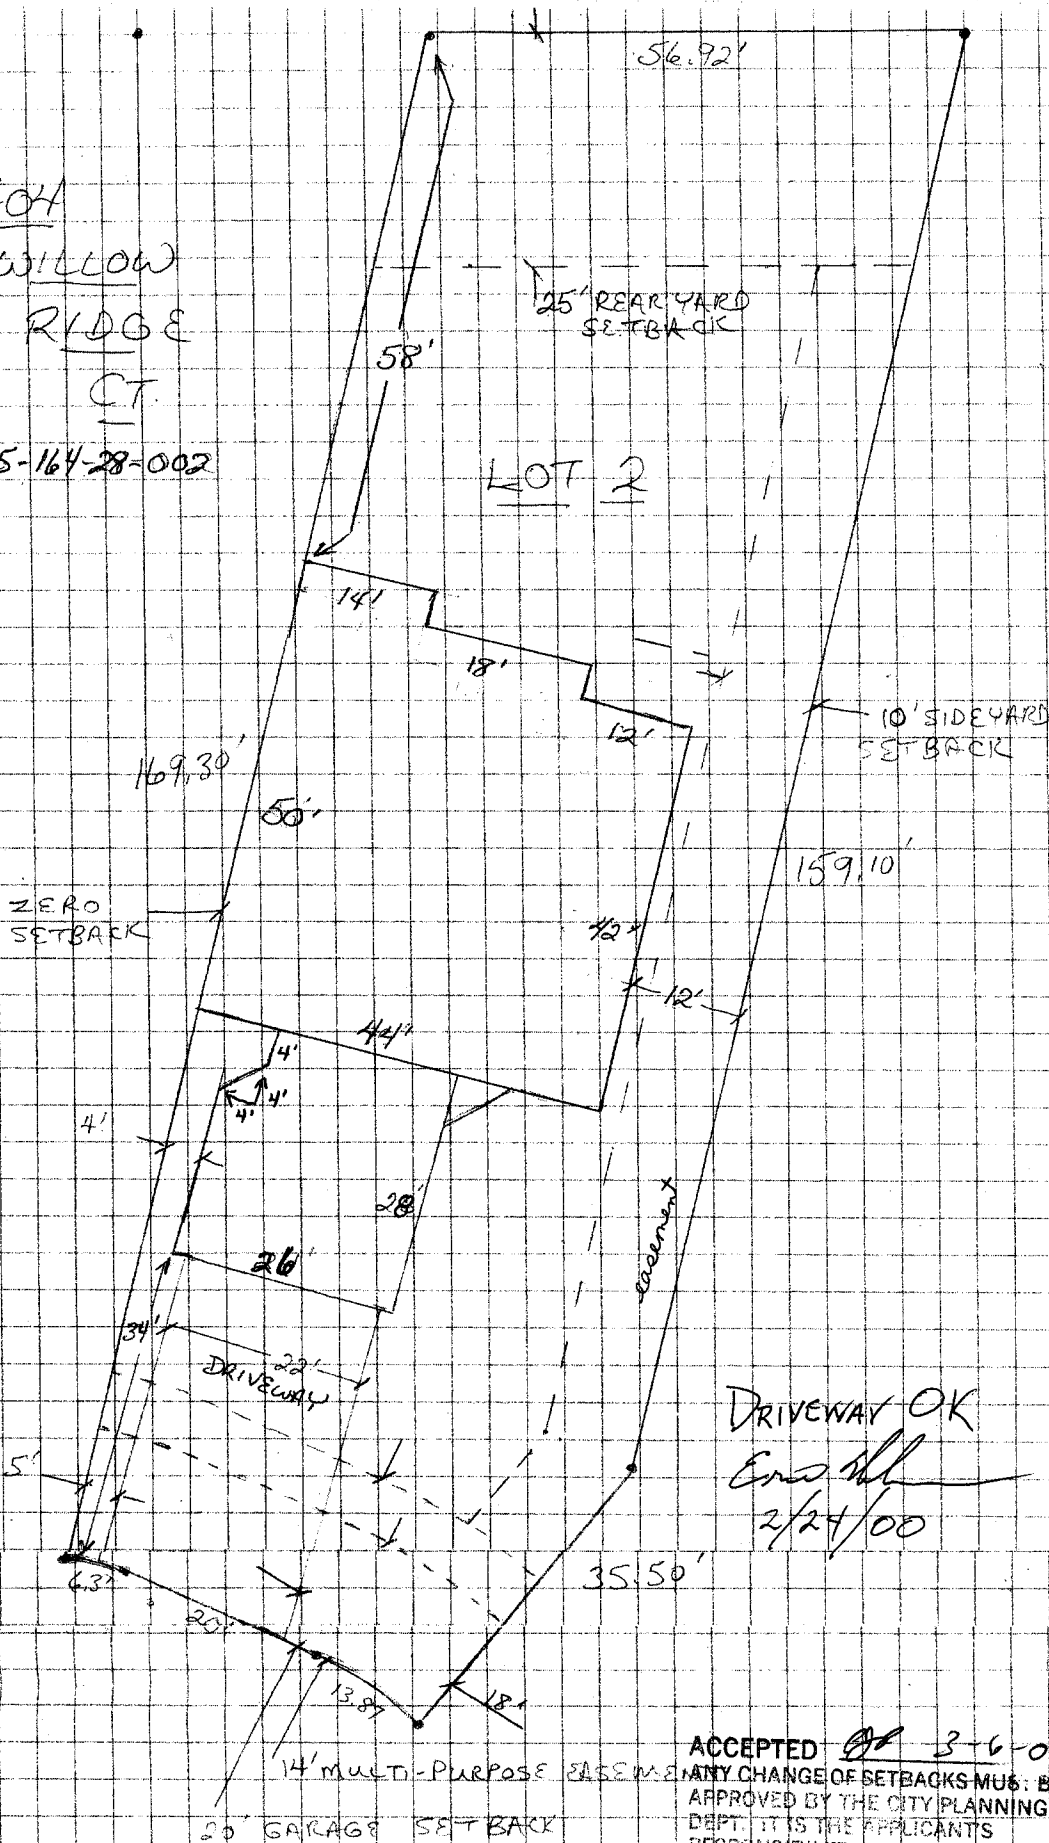 56.92'
04
WILLOW
RIDGE
CT.
5-164-28-002
25' REAR YARD
SETBACK
58'
LOT 2
14'
18'
12'
10' SIDEYARD
SETBACK
169.30'
50'
159.10'
ZERO
SETBACK
42'
12'
44'
4'
4'
4'
4'
28'
easement
26'
34'
22'
DRIVEWAY
DRIVEWAY OK
2/24/00
5'
6.3'
35.50'
20'
13.87
18'
14' MULTI-PURPOSE EASEMENT
20' GARAGE SETBACK
ACCEPTED 3-6-0
ANY CHANGE OF SETBACKS MUS: B
APPROVED BY THE CITY PLANNING
DEPT. IT IS THE APPLICANTS